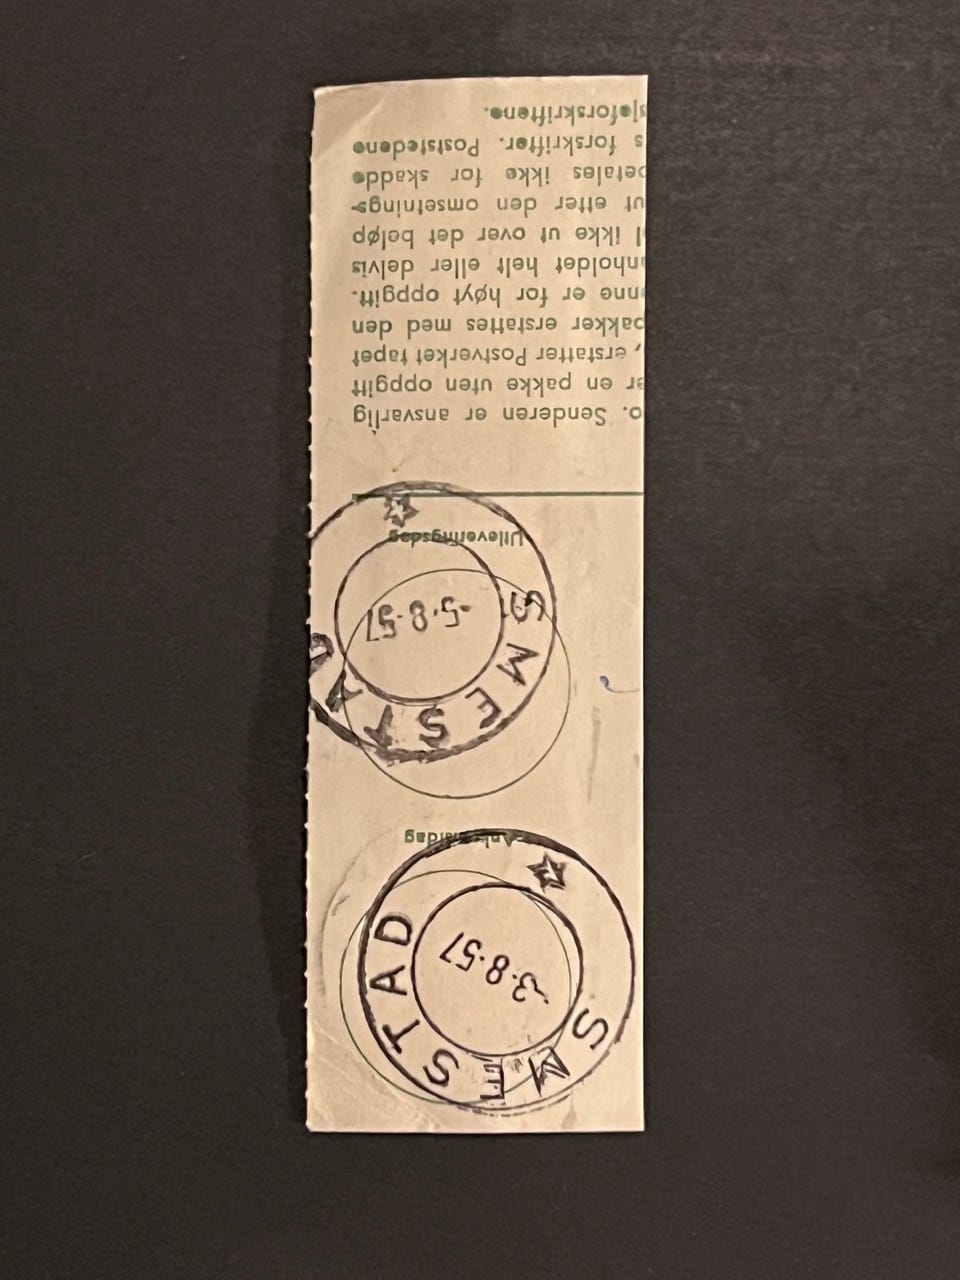 SMESTAD
-3.8.57
Ankomstdag
SMESTAD
-5.8.57
Utleveringsdag
o. Senderen er ansvarlig
er en pakke uten oppgitt
, erstatter Postverket tapet
pakker erstattes med den
nne er for høyt oppgitt.
nholdet helt eller delvis
l ikke ut over det beløp
ut etter den omsetnings-
betales ikke for skadde
s forskrifter. Poststedene
sjeforskriftene.